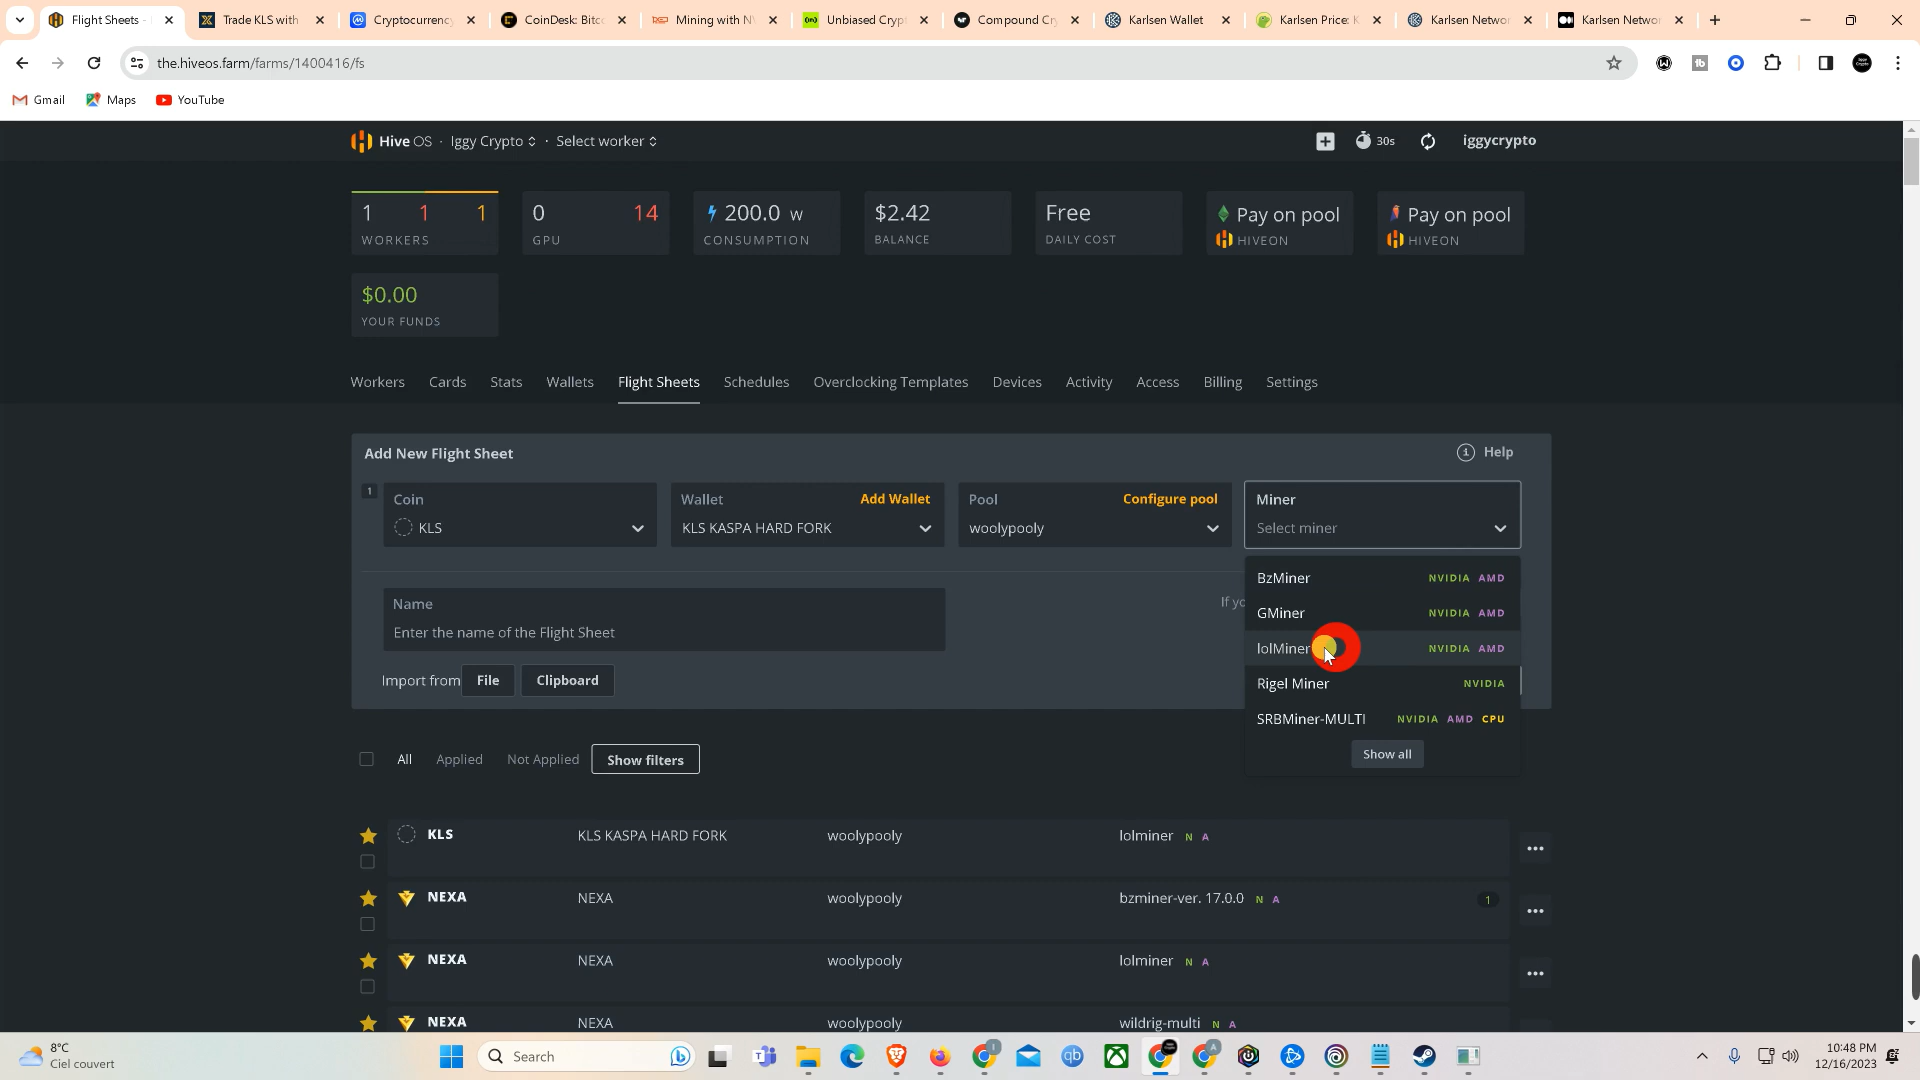 Flight Sheets -
Trade KLS with
Cryptocurrency
CoinDesk: Bitc
Mining with N
Unbiased Crypt
Compound Cr
Karlsen Wallet
Karlsen Price: K
Karlsen Networ
Karlsen Networ
the.hiveos.farm/farms/1400416/fs
Gmail
Maps
YouTube
Hive OS · Iggy Crypto · Select worker
30s
iggycrypto
1 1 1
WORKERS
0 14
GPU
200.0 W
CONSUMPTION
$2.42
BALANCE
Free
DAILY COST
Pay on pool
HIVEON
Pay on pool
HIVEON
$0.00
YOUR FUNDS
Workers Cards Stats Wallets Flight Sheets Schedules Overclocking Templates Devices Activity Access Billing Settings
Add New Flight Sheet
Help
1
Coin
KLS
Wallet Add Wallet
KLS KASPA HARD FORK
Pool Configure pool
woolypooly
Miner
Select miner
BzMiner NVIDIA AMD
GMiner NVIDIA AMD
lolMiner NVIDIA AMD
Rigel Miner NVIDIA
SRBMiner-MULTI NVIDIA AMD CPU
Show all
Name
Enter the name of the Flight Sheet
If yo
Import from File Clipboard
All Applied Not Applied Show filters
KLS KLS KASPA HARD FORK woolypooly lolminer N A
NEXA NEXA woolypooly bzminer-ver. 17.0.0 N A 1
NEXA NEXA woolypooly lolminer N A
NEXA NEXA woolypooly wildrig-multi N A
8°C
Ciel couvert
Search
10:48 PM
12/16/2023